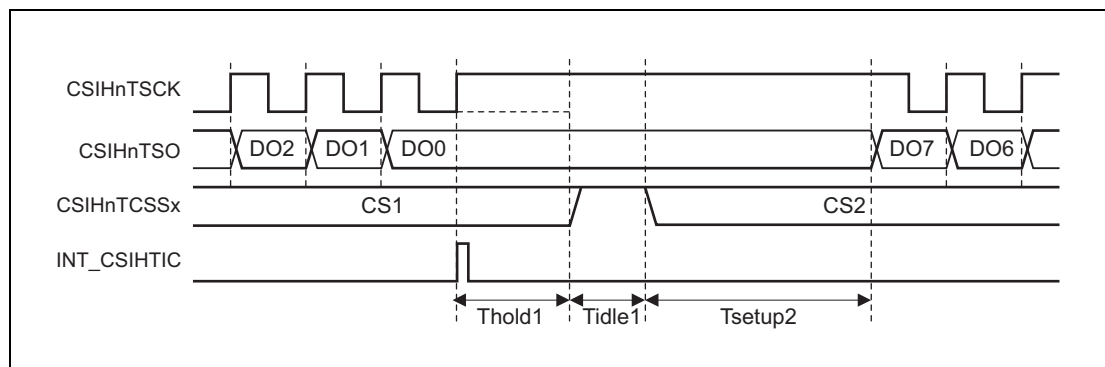 CSIHnTSCK
CSIHnTSO DO2 DO1 DO0 DO7 DO6
CSIHnTCSSx CS1 CS2
INT_CSIHTIC
Thold1 Tidle1 Tsetup2